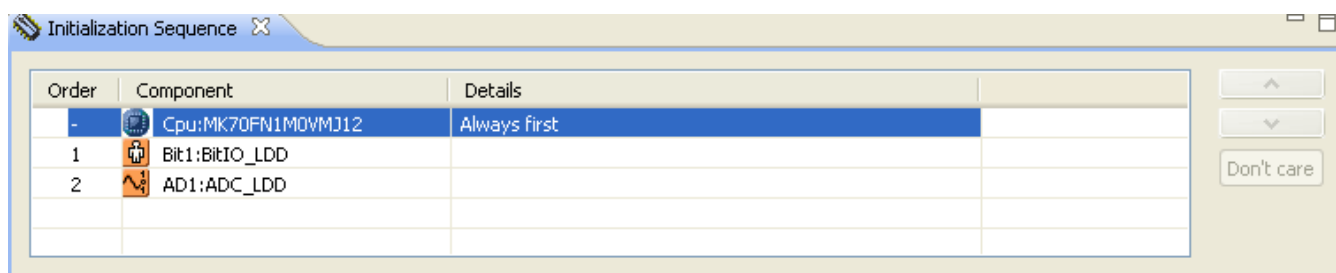 Initialization Sequence
Order Component Details
- Cpu:MK70FN1M0VMJ12 Always first
1 Bit1:BitIO_LDD
2 AD1:ADC_LDD
Don't care